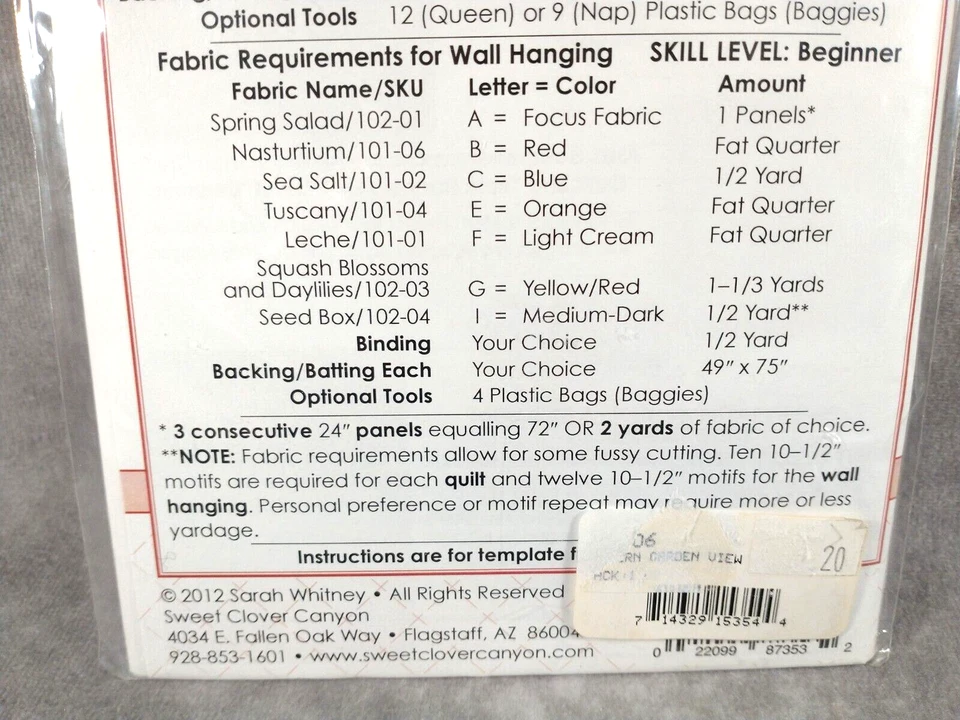 Optional Tools 12 (Queen) or 9 (Nap) Plastic Bags (Baggies)
Fabric Requirements for Wall Hanging SKILL LEVEL: Beginner
Fabric Name/SKU Letter = Color Amount
Spring Salad/102-01 A = Focus Fabric 1 Panels*
Nasturtium/101-06 B = Red Fat Quarter
Sea Salt/101-02 C = Blue 1/2 Yard
Tuscany/101-04 E = Orange Fat Quarter
Leche/101-01 F = Light Cream Fat Quarter
Squash Blossoms
and Daylilies/102-03 G = Yellow/Red 1–1/3 Yards
Seed Box/102-04 I = Medium-Dark 1/2 Yard**
Binding Your Choice 1/2 Yard
Backing/Batting Each Your Choice 49" x 75"
Optional Tools 4 Plastic Bags (Baggies)
* 3 consecutive 24" panels equalling 72" OR 2 yards of fabric of choice.
**NOTE: Fabric requirements allow for some fussy cutting. Ten 10–1/2"
motifs are required for each quilt and twelve 10–1/2" motifs for the wall
hanging. Personal preference or motif repeat may require more or less
yardage.
Instructions are for template
06
GARDEN VIEW
20
7 14329 15354 4
© 2012 Sarah Whitney • All Rights Reserved
Sweet Clover Canyon
4034 E. Fallen Oak Way • Flagstaff, AZ 86004
928-853-1601 • www.sweetclovercanyon.com
0 22099 87353 2